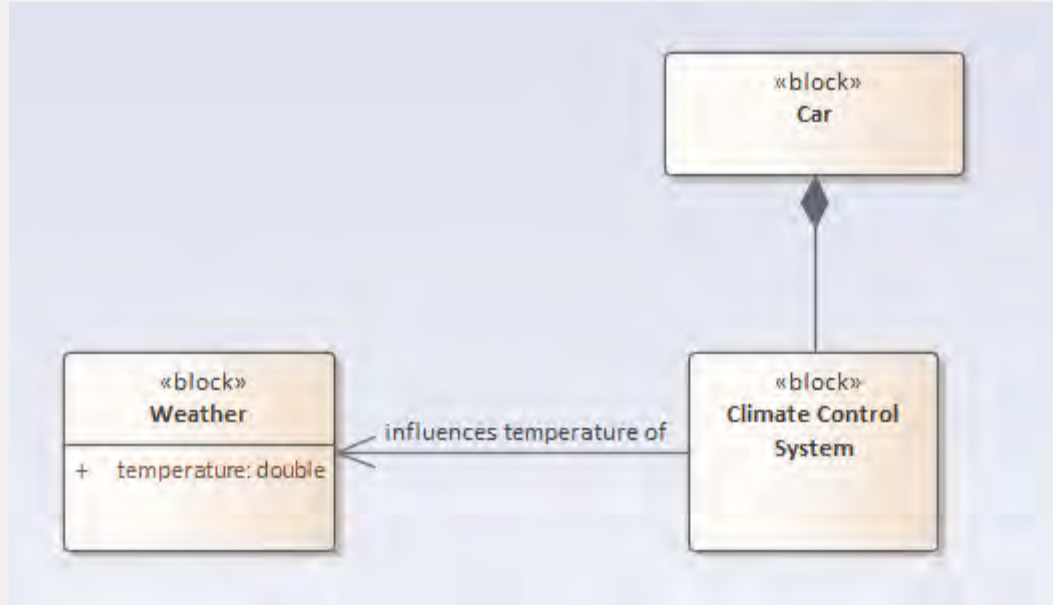 «block»
Car
«block»
Weather
+ temperature: double
influences temperature of
«block»
Climate Control
System